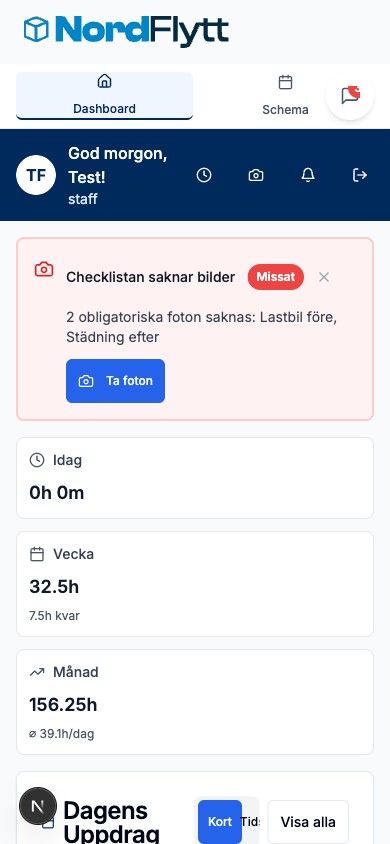 NordFlytt
Dashboard
Schema
TF
God morgon,
Test!
staff
Checklistan saknar bilder
Missat
2 obligatoriska foton saknas: Lastbil före,
Städning efter
Ta foton
Idag
0h 0m
Vecka
32.5h
7.5h kvar
Månad
156.25h
⌀ 39.1h/dag
N
Dagens
Uppdrag
Kort
Tids
Visa alla